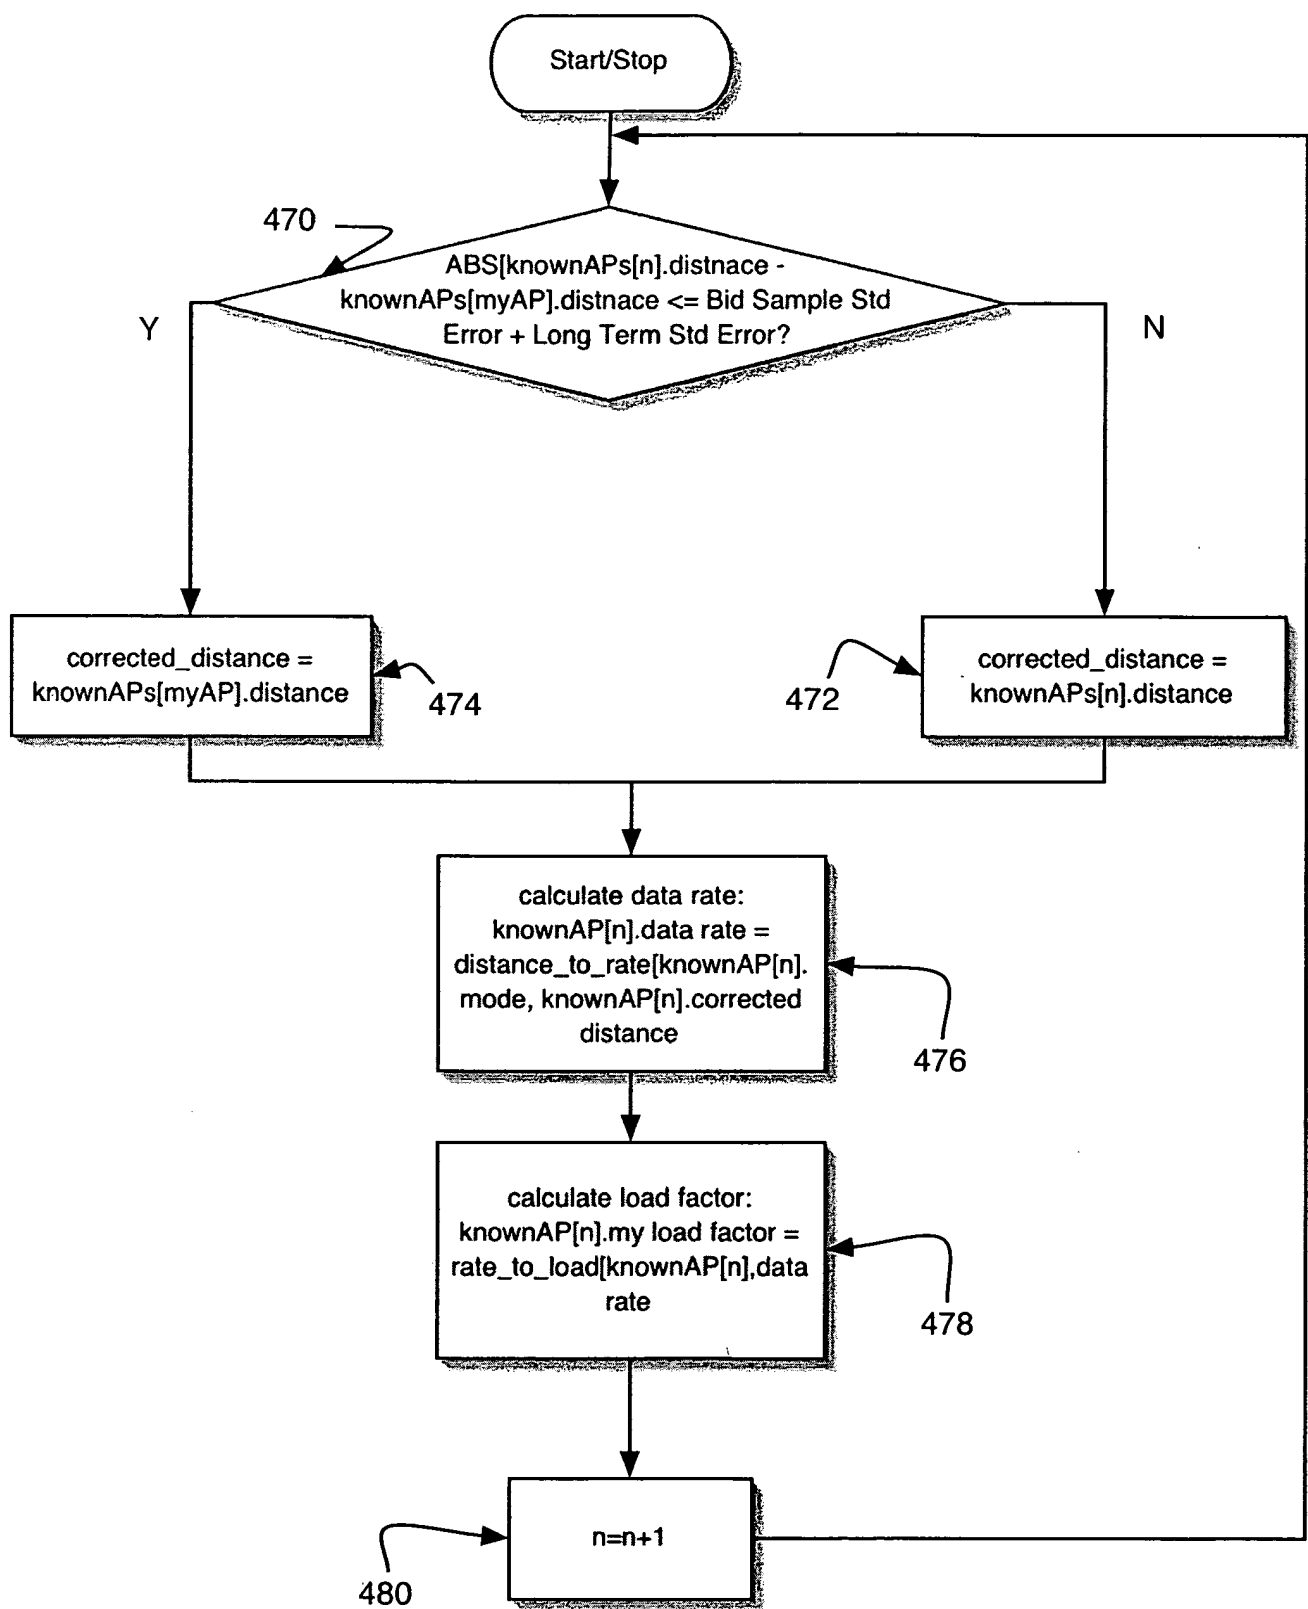 Start/Stop
470
ABS[knownAPs[n].distnace -
knownAPs[myAP].distnace <= Bid Sample Std
Error + Long Term Std Error?
Y
N
corrected_distance =
knownAPs[myAP].distance
474
472
corrected_distance =
knownAPs[n].distance
calculate data rate:
knownAP[n].data rate =
distance_to_rate[knownAP[n].
mode, knownAP[n].corrected
distance
476
calculate load factor:
knownAP[n].my load factor =
rate_to_load[knownAP[n],data
rate
478
n=n+1
480